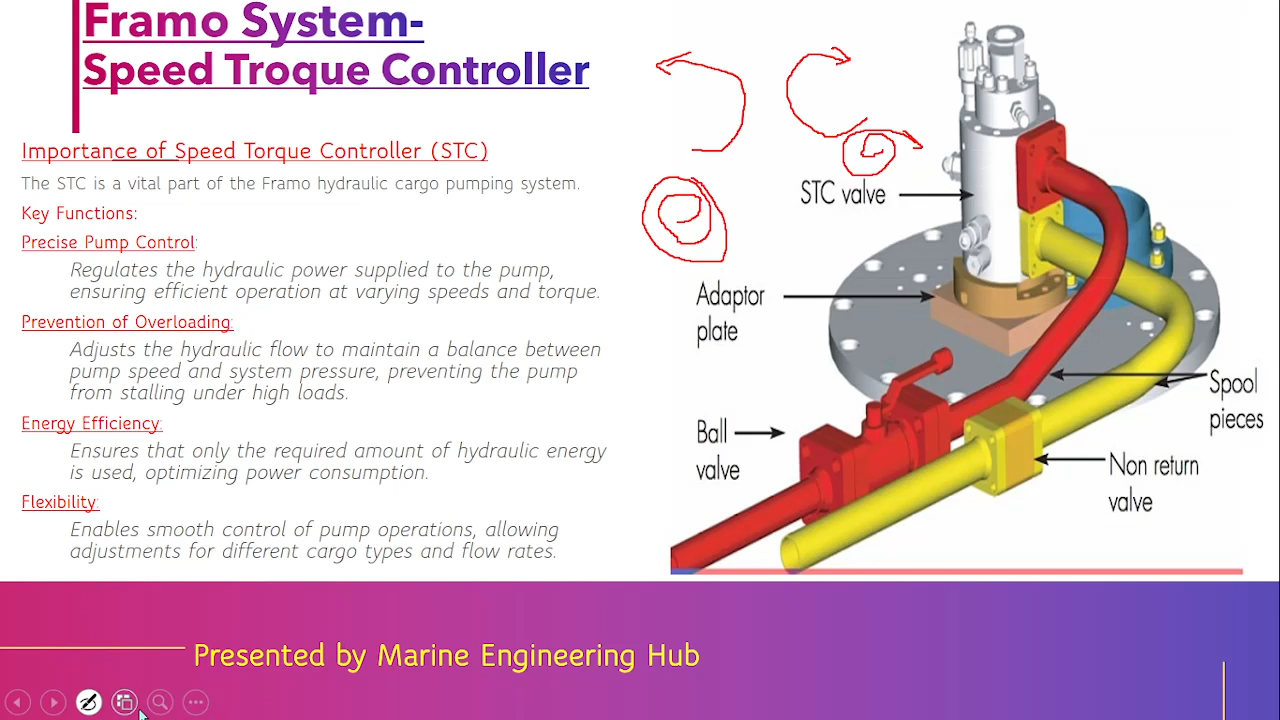 Framo System-
Speed Troque Controller
Importance of Speed Torque Controller (STC)
The STC is a vital part of the Framo hydraulic cargo pumping system.
Key Functions:
Precise Pump Control:
Regulates the hydraulic power supplied to the pump,
ensuring efficient operation at varying speeds and torque.
Prevention of Overloading:
Adjusts the hydraulic flow to maintain a balance between
pump speed and system pressure, preventing the pump
from stalling under high loads.
Energy Efficiency:
Ensures that only the required amount of hydraulic energy
is used, optimizing power consumption.
Flexibility:
Enables smooth control of pump operations, allowing
adjustments for different cargo types and flow rates.
STC valve
Adaptor
plate
Ball
valve
Spool
pieces
Non return
valve
Presented by Marine Engineering Hub